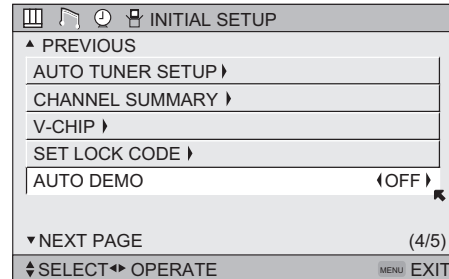 INITIAL SETUP
▲ PREVIOUS
AUTO TUNER SETUP
CHANNEL SUMMARY
V-CHIP
SET LOCK CODE
AUTO DEMO OFF
▼NEXT PAGE (4/5)
SELECT OPERATE MENU EXIT